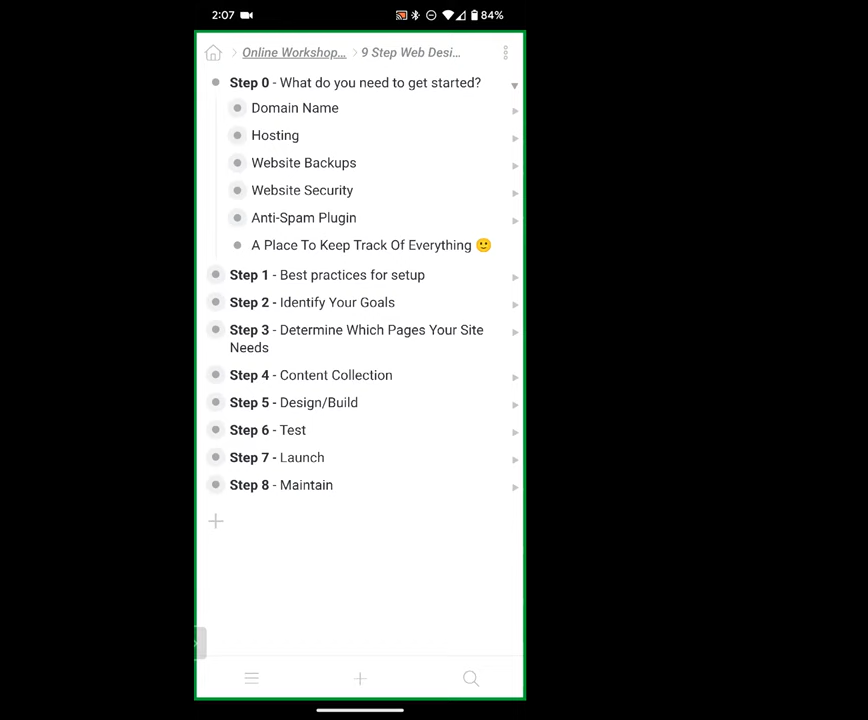 2:07 84%
Online Workshop... 9 Step Web Desi...
Step 0 - What do you need to get started?
Domain Name
Hosting
Website Backups
Website Security
Anti-Spam Plugin
A Place To Keep Track Of Everything 🙂
Step 1 - Best practices for setup
Step 2 - Identify Your Goals
Step 3 - Determine Which Pages Your Site
Needs
Step 4 - Content Collection
Step 5 - Design/Build
Step 6 - Test
Step 7 - Launch
Step 8 - Maintain